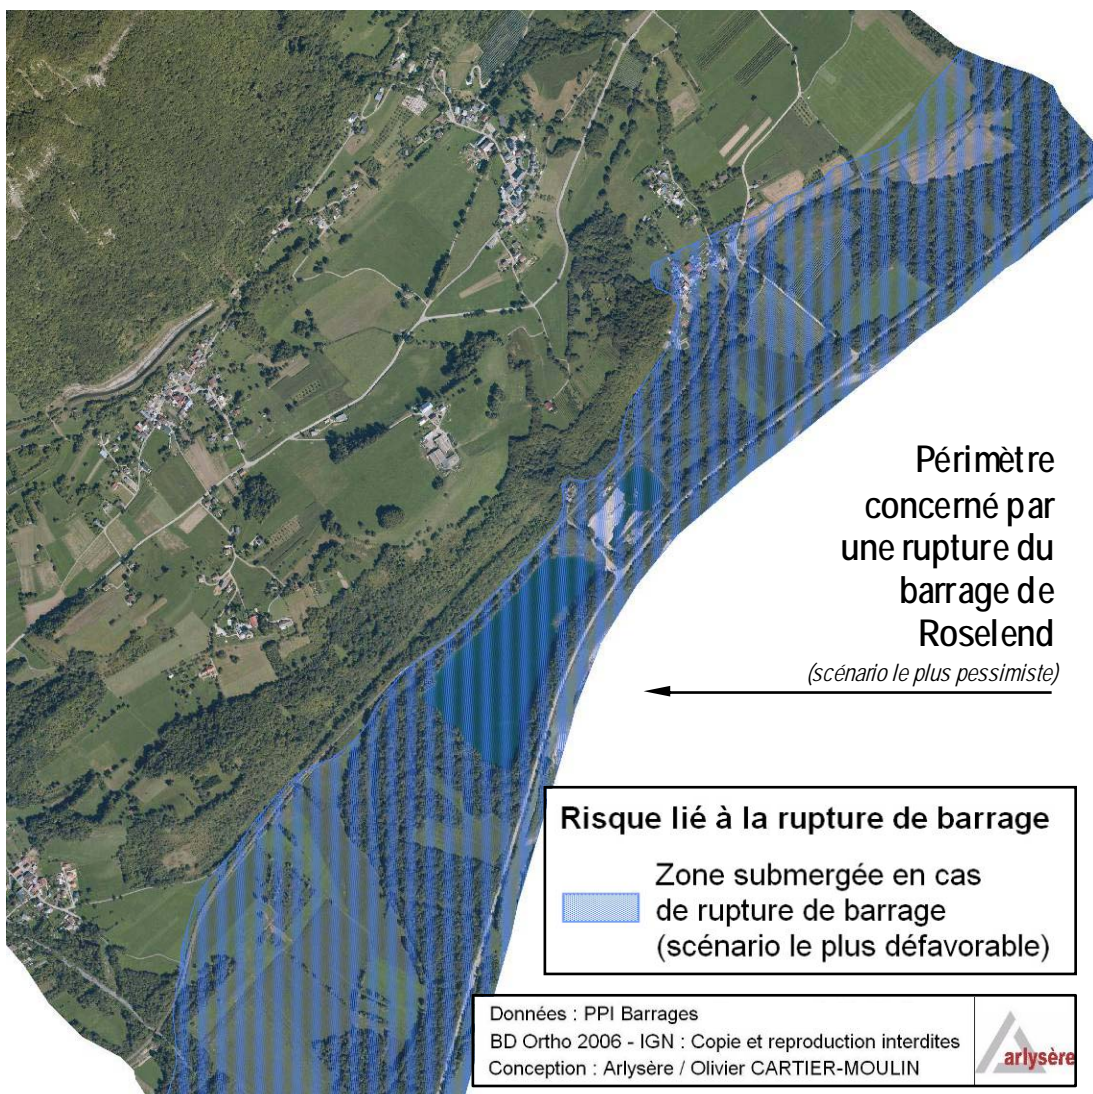 Périmètre
concerné par
une rupture du
barrage de
Roselend
(scénario le plus pessimiste)
Risque lié à la rupture de barrage
Zone submergée en cas
de rupture de barrage
(scénario le plus défavorable)
Données : PPI Barrages
BD Ortho 2006 - IGN : Copie et reproduction interdites
Conception : Arlysère / Olivier CARTIER-MOULIN
arlysère